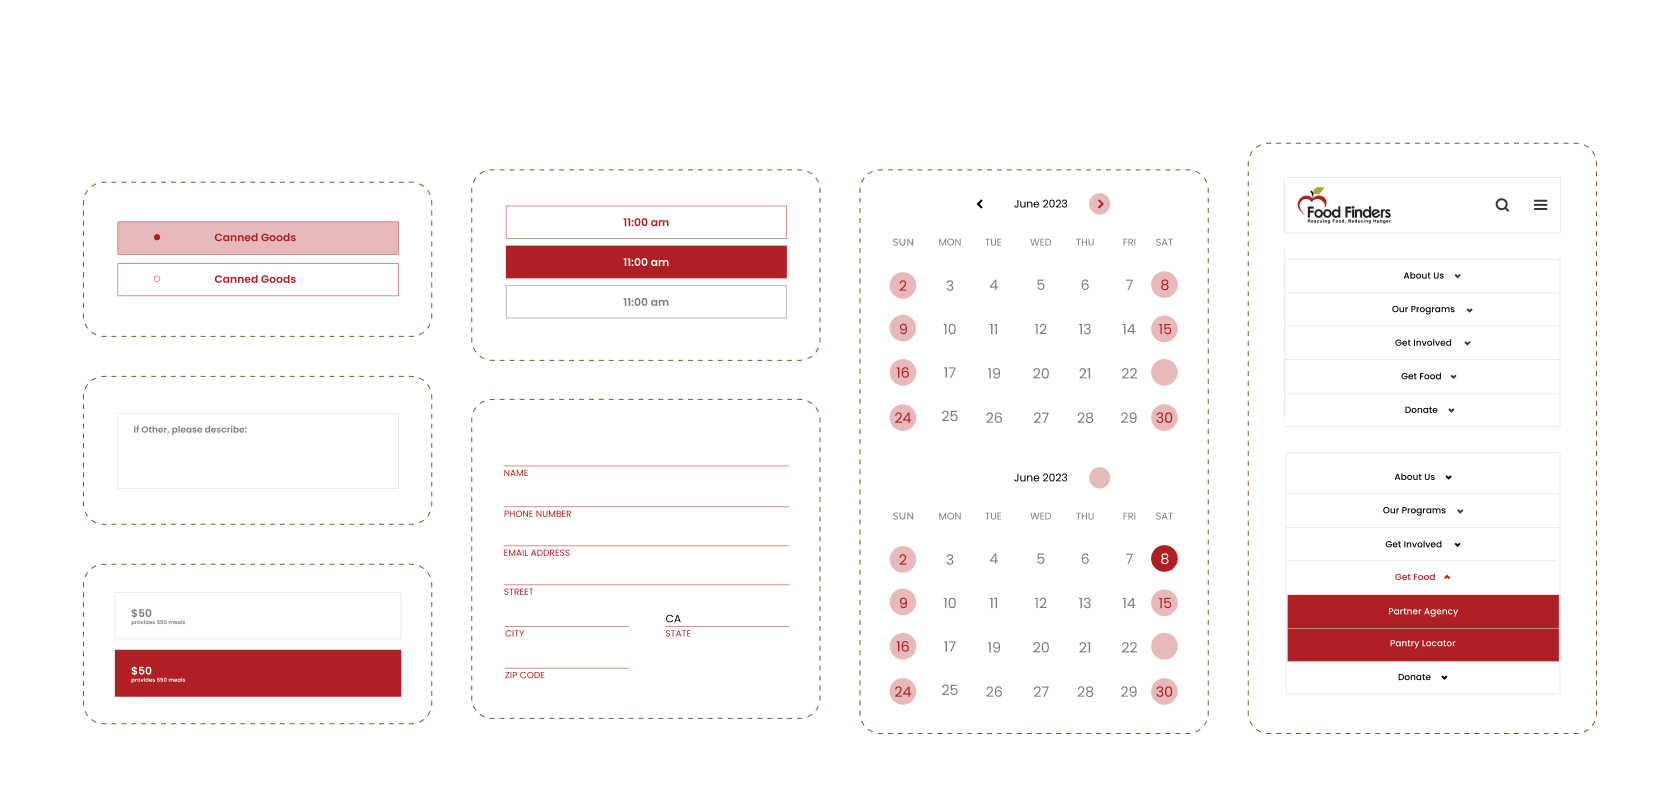 Canned Goods
Canned Goods
If Other, please describe:
$50
provides 550 meals
$50
provides 550 meals
11:00 am
11:00 am
11:00 am
NAME
PHONE NUMBER
EMAIL ADDRESS
STREET
CA
CITY STATE
ZIP CODE
June 2023
SUN MON TUE WED THU FRI SAT
2 3 4 5 6 7 8
9 10 11 12 13 14 15
16 17 19 20 21 22
24 25 26 27 28 29 30
June 2023
SUN MON TUE WED THU FRI SAT
2 3 4 5 6 7 8
9 10 11 12 13 14 15
16 17 19 20 21 22
24 25 26 27 28 29 30
Food Finders
Rescuing Food. Reducing Hunger
About Us
Our Programs
Get Involved
Get Food
Donate
About Us
Our Programs
Get Involved
Get Food
Partner Agency
Pantry Locator
Donate